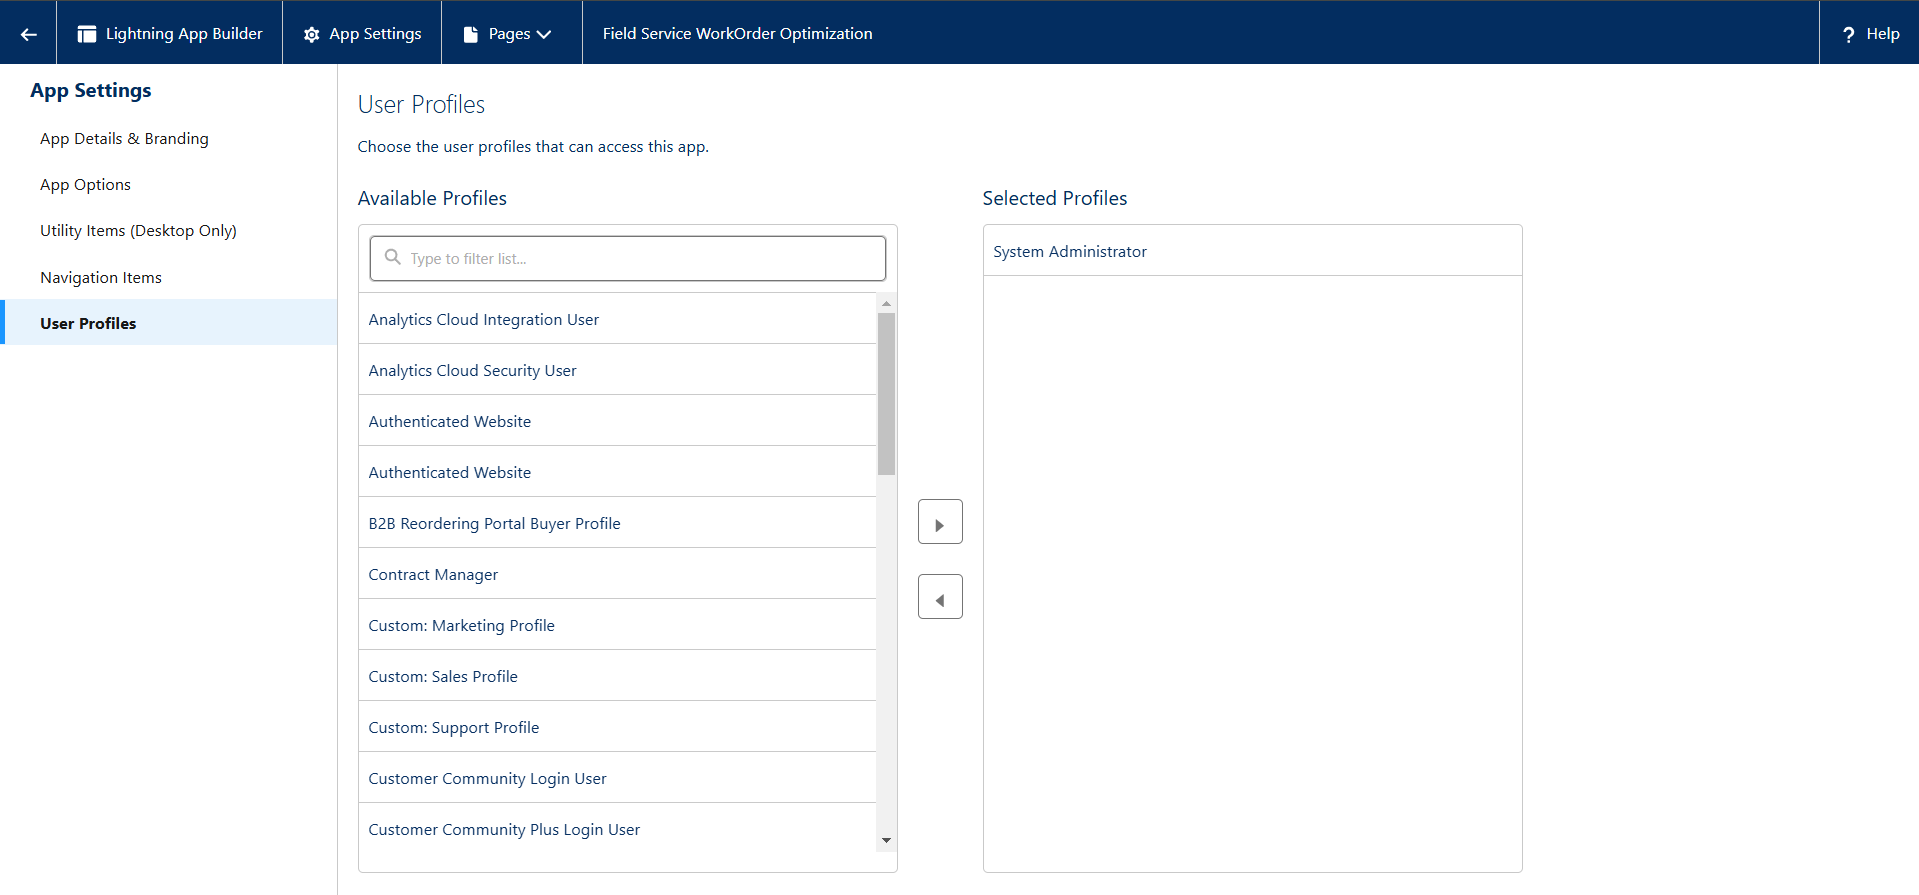 Lightning App Builder
App Settings
Pages
Field Service WorkOrder Optimization
? Help
App Settings
App Details & Branding
App Options
Utility Items (Desktop Only)
Navigation Items
User Profiles
User Profiles
Choose the user profiles that can access this app.
Available Profiles
Type to filter list...
Analytics Cloud Integration User
Analytics Cloud Security User
Authenticated Website
Authenticated Website
B2B Reordering Portal Buyer Profile
Contract Manager
Custom: Marketing Profile
Custom: Sales Profile
Custom: Support Profile
Customer Community Login User
Customer Community Plus Login User
Selected Profiles
System Administrator